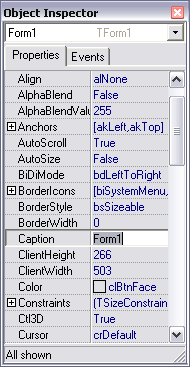 Object Inspector
Form1 TForm1
Properties Events
Align alNone
AlphaBlend False
AlphaBlendValu 255
Anchors [akLeft,akTop]
AutoScroll True
AutoSize False
BiDiMode bdLeftToRight
BorderIcons [biSystemMenu,
BorderStyle bsSizeable
BorderWidth 0
Caption Form1
ClientHeight 266
ClientWidth 503
Color clBtnFace
Constraints (TSizeConstrain
Ctl3D True
Cursor crDefault
All shown